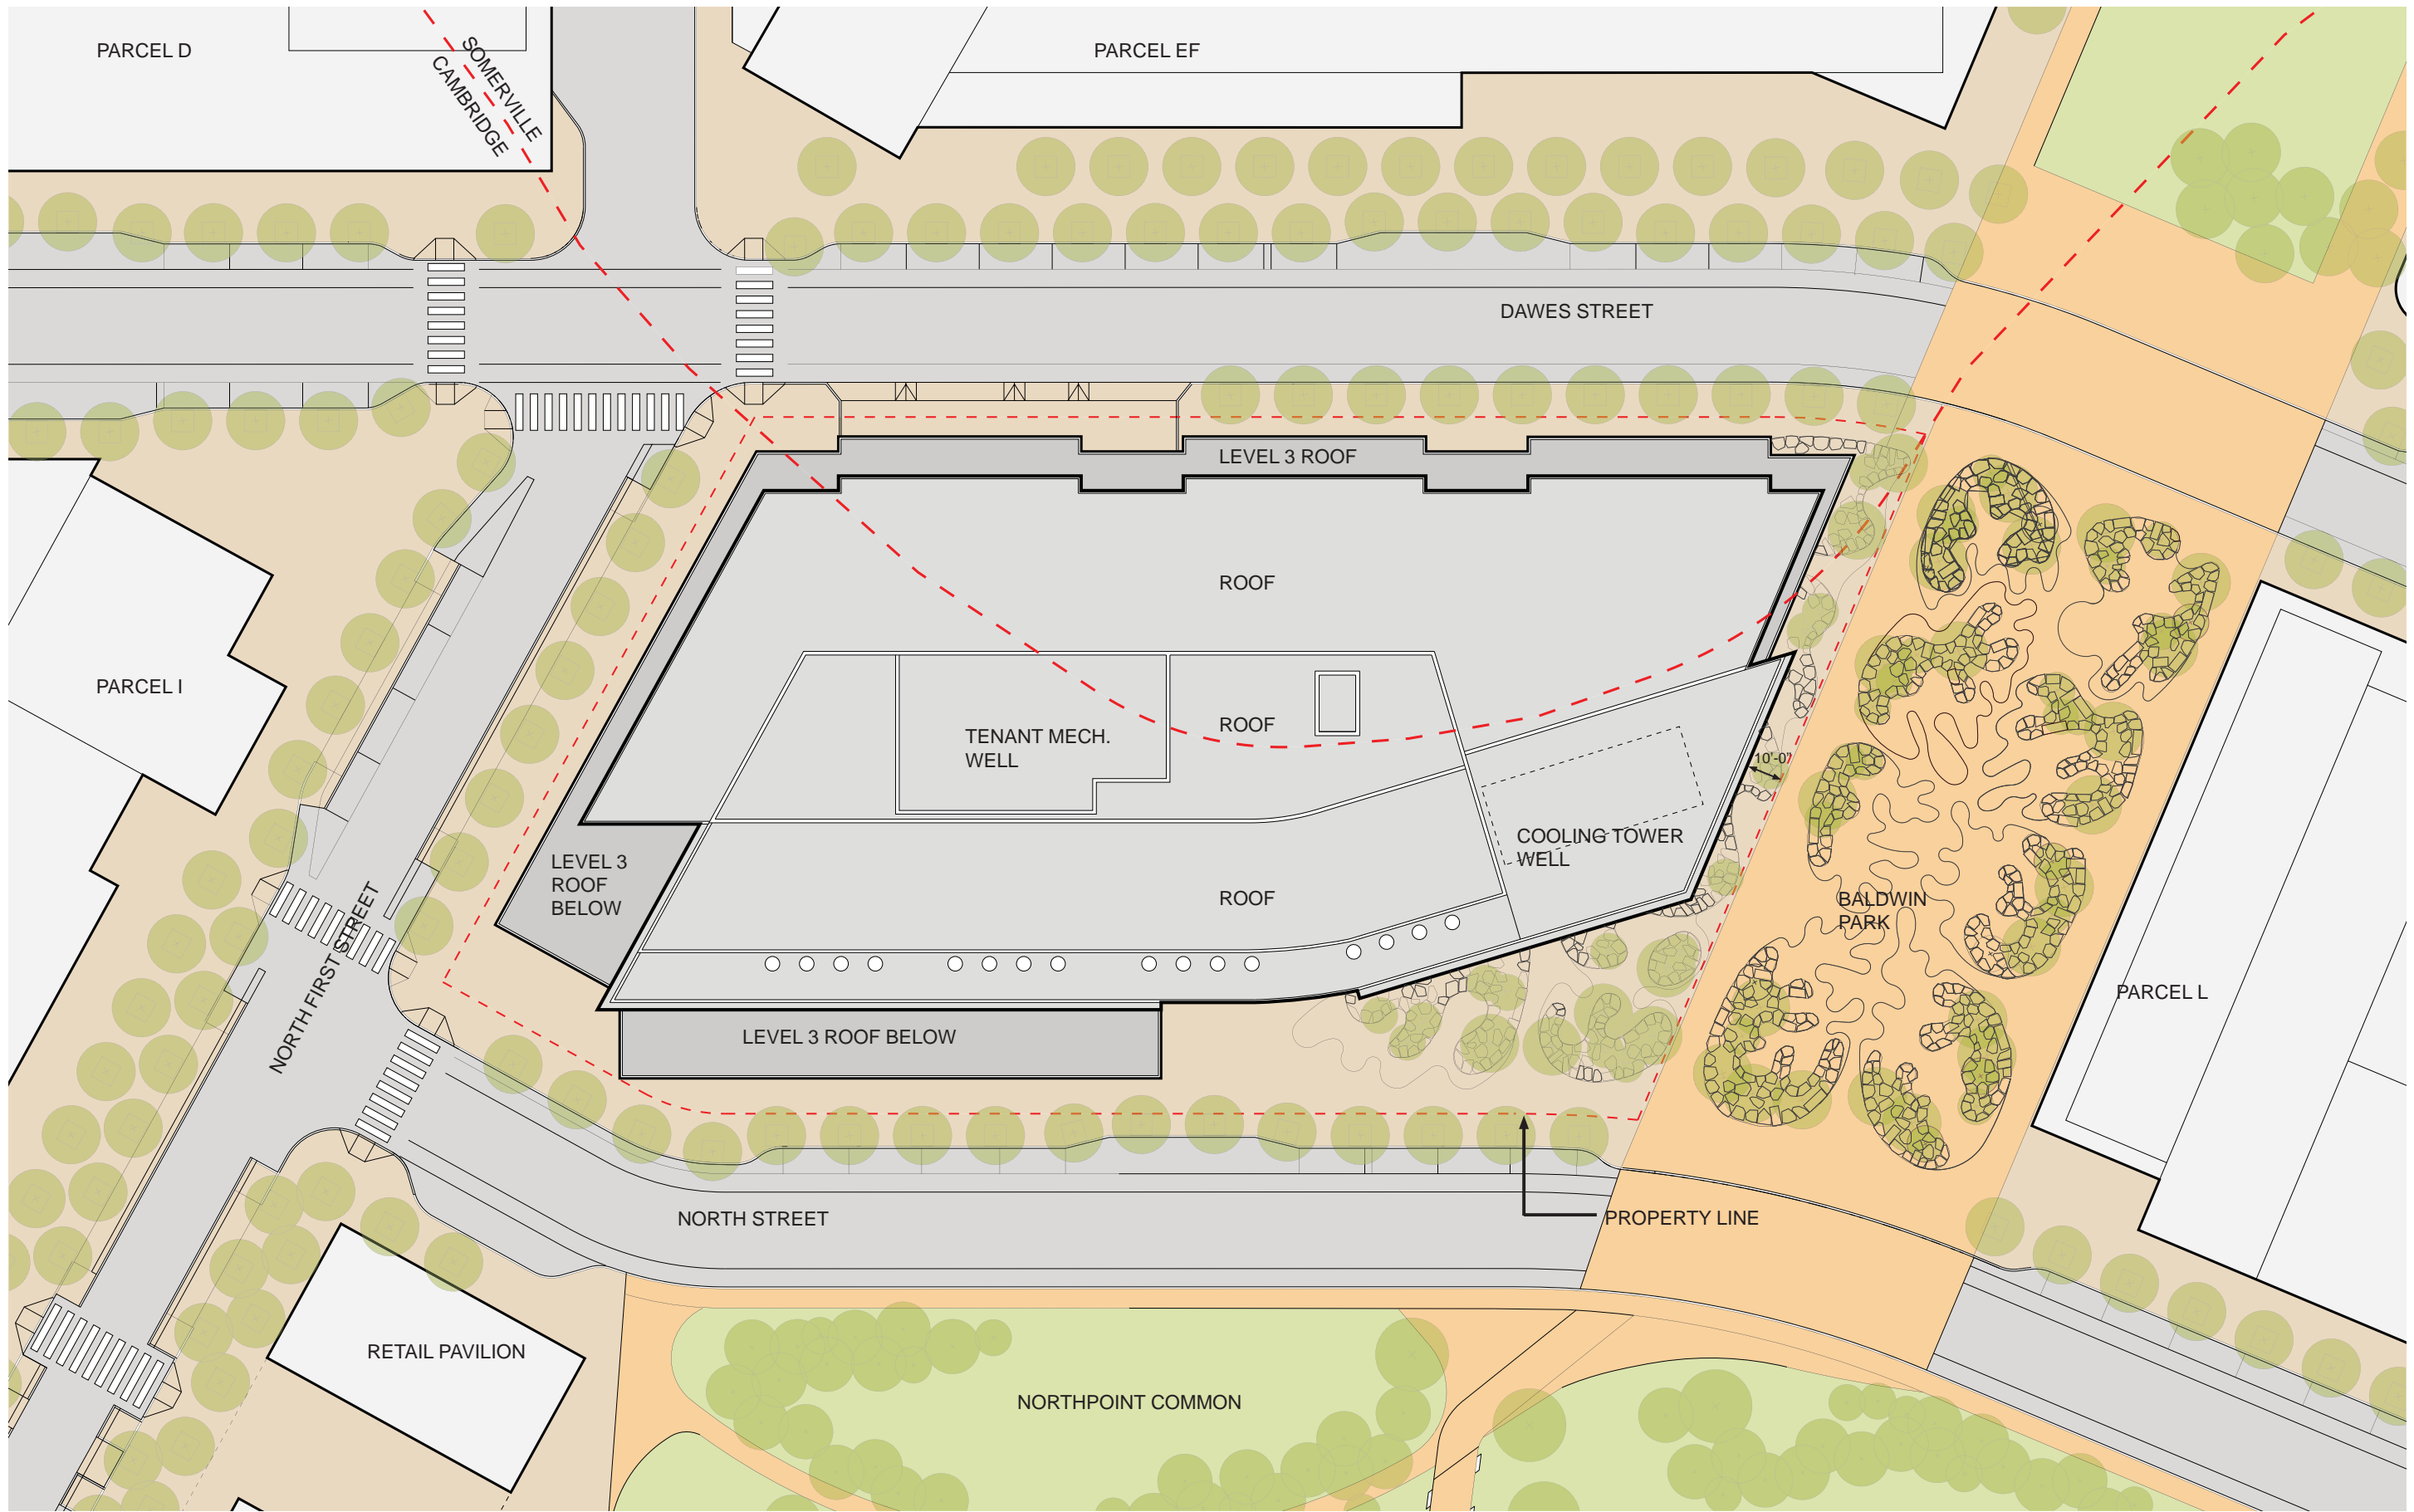 PARCEL D
SOMERVILLE
CAMBRIDGE
PARCEL EF
DAWES STREET
LEVEL 3 ROOF
ROOF
PARCEL I
TENANT MECH.
WELL
ROOF
10'-0"
COOLING TOWER
WELL
LEVEL 3
ROOF
BELOW
ROOF
BALDWIN
PARK
NORTH FIRST STREET
PARCEL L
LEVEL 3 ROOF BELOW
NORTH STREET
PROPERTY LINE
RETAIL PAVILION
NORTHPOINT COMMON